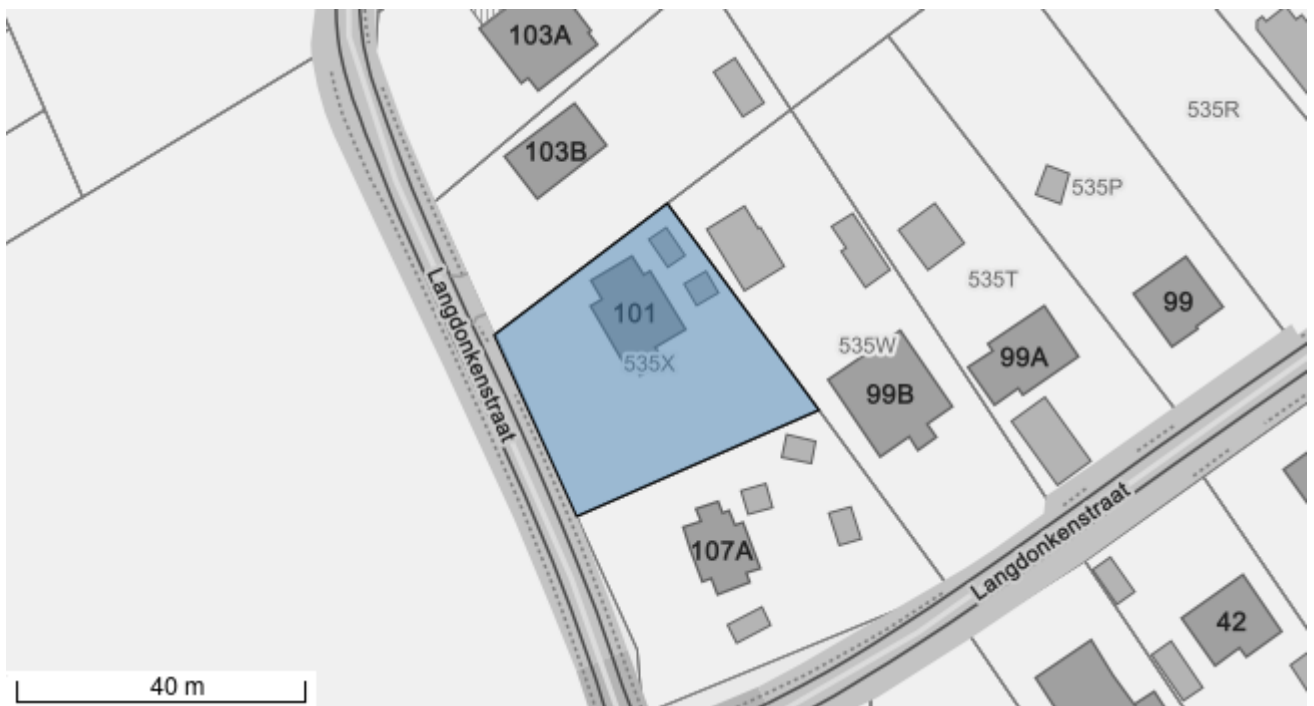 103A
535R
103B
535P
Langdonkenstraat
535T
99
101
535W
99A
535X
99B
107A
Langdonkenstraat
42
40 m